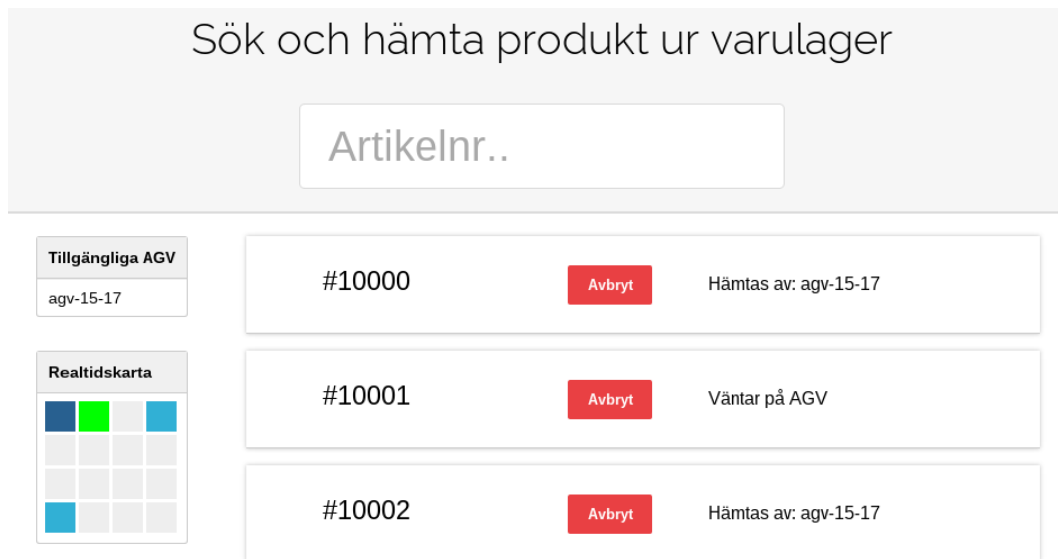 Sök och hämta produkt ur varulager
Artikelnr..
Tillgängliga AGV
agv-15-17
Realtidskarta
#10000
Avbryt
Hämtas av: agv-15-17
#10001
Avbryt
Väntar på AGV
#10002
Avbryt
Hämtas av: agv-15-17